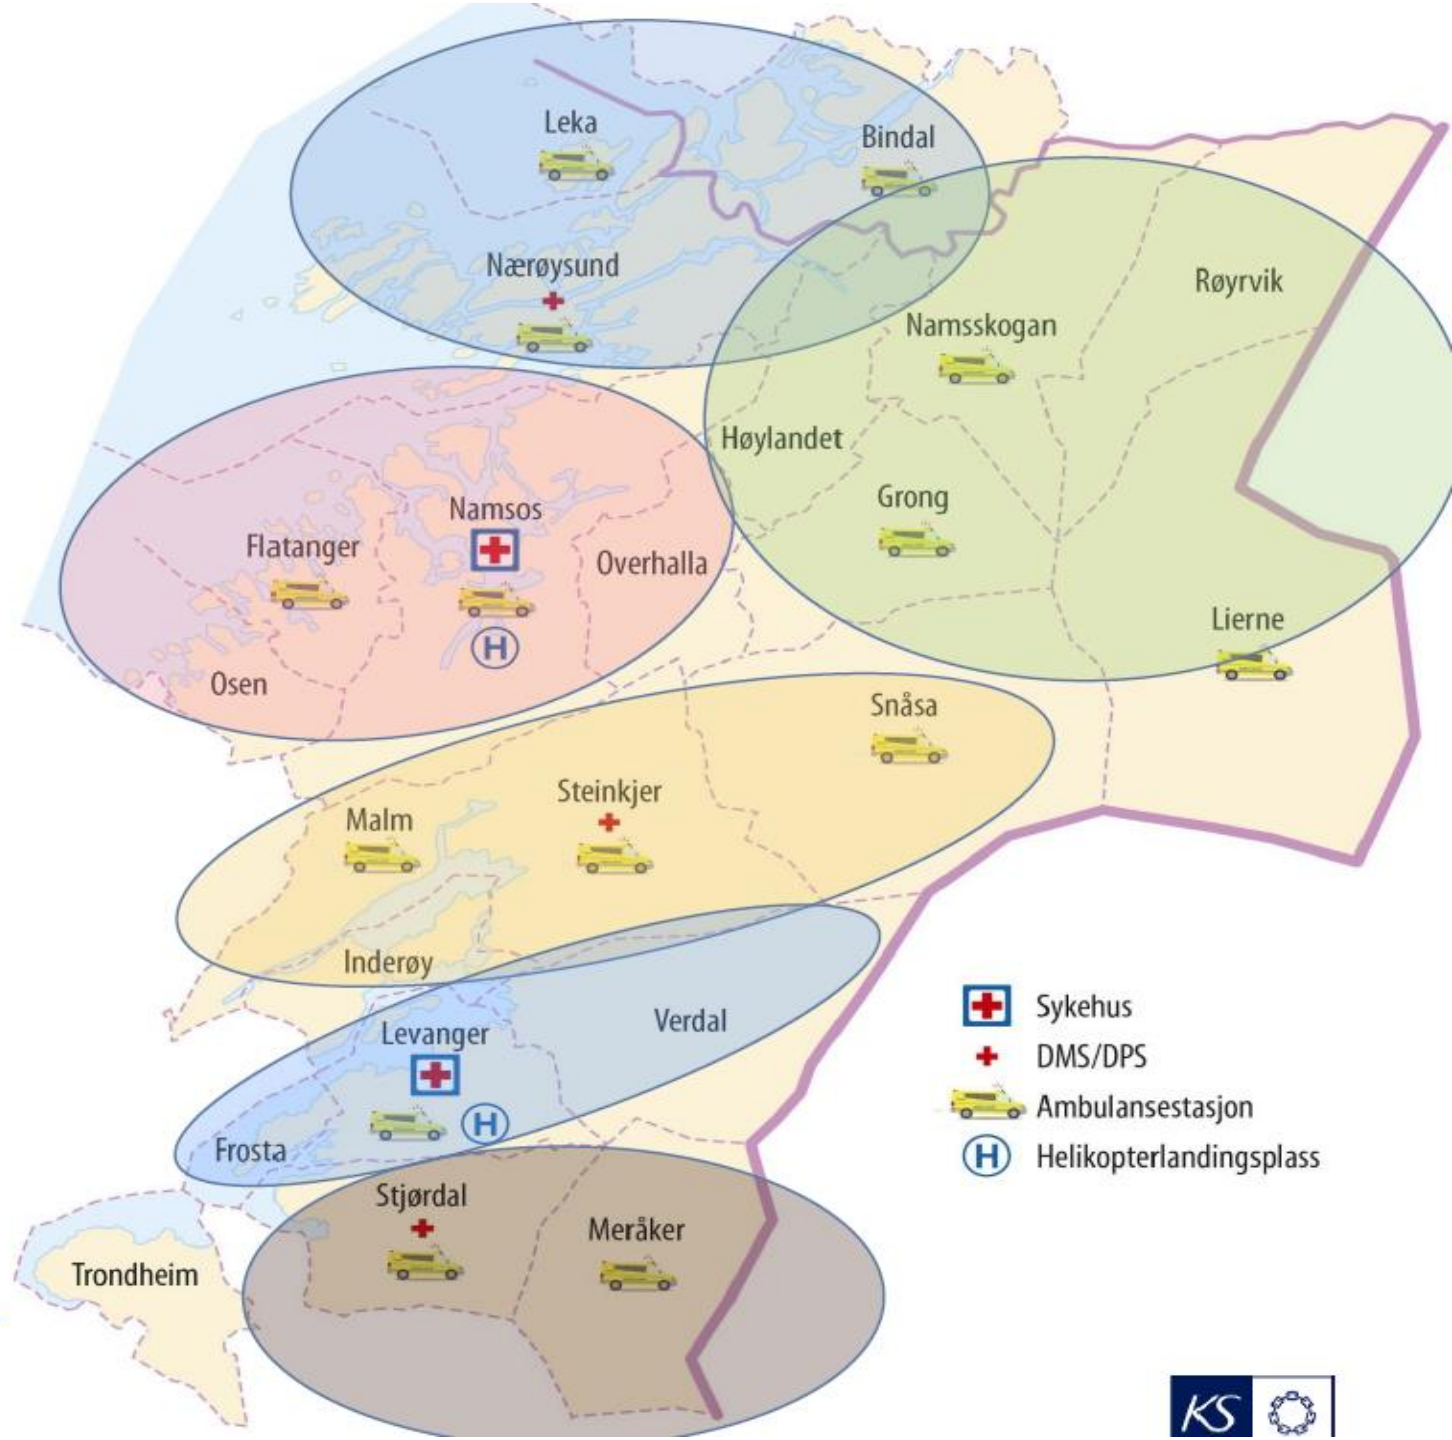 Leka
Bindal
Nærøysund
Røyrvik
Namsskogan
Høylandet
Grong
Namsos
Flatanger
Overhalla
Osen
H
Lierne
Snåsa
Steinkjer
Malm
Inderøy
Verdal
Levanger
H
Frosta
Stjørdal
Meråker
Trondheim
Sykehus
DMS/DPS
Ambulansestasjon
H Helikopterlandingsplass
KS